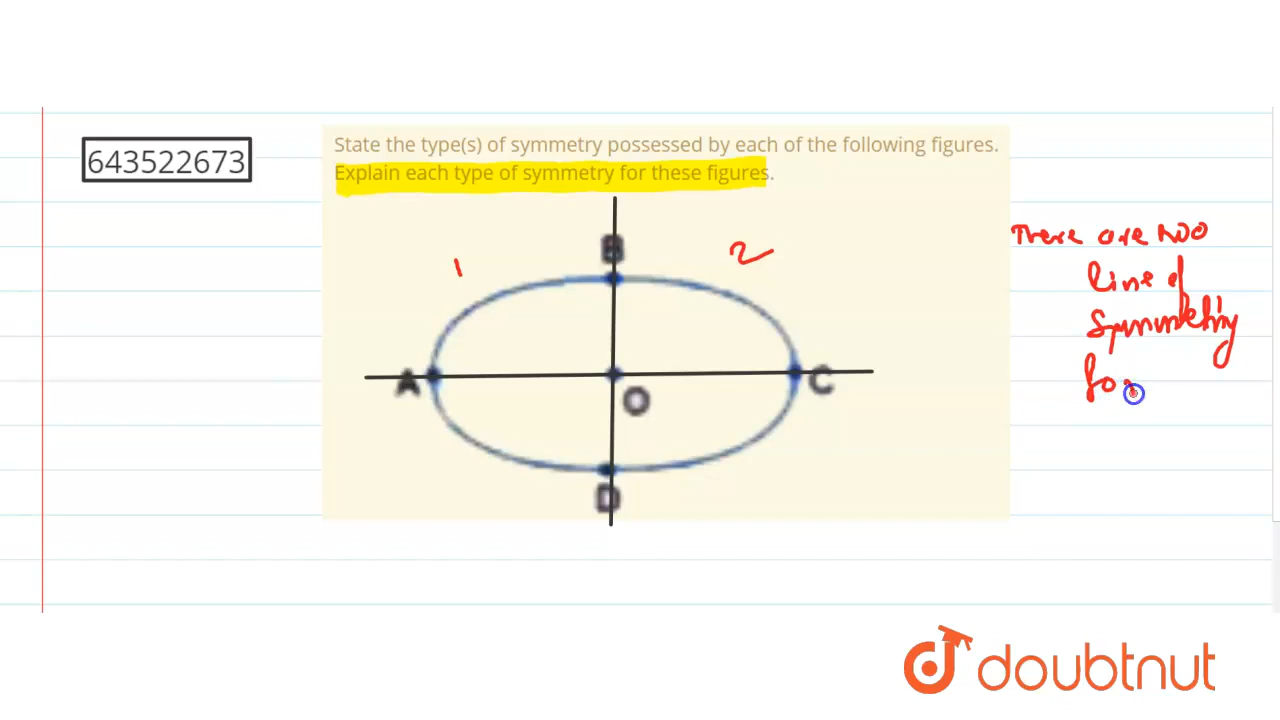 643522673
State the type(s) of symmetry possessed by each of the following figures.
Explain each type of symmetry for these figures.
B
1
2
A
O
C
D
There are two
line of
Symmetry
for
doubtnut